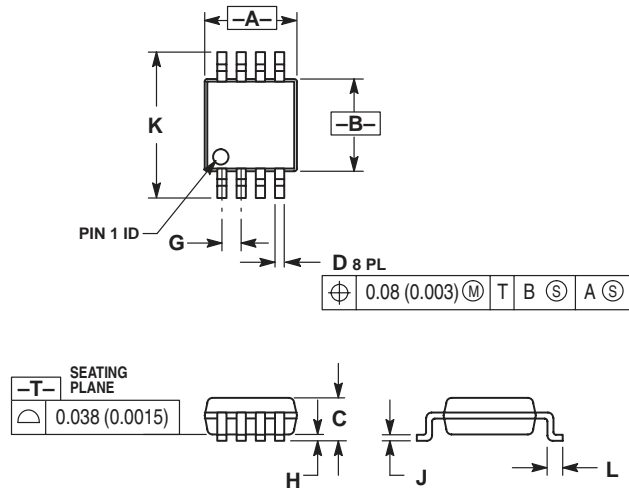 –A–
K
–B–
PIN 1 ID
G
D 8 PL
⌖ 0.08 (0.003) Ⓜ T B Ⓢ A Ⓢ
–T– SEATING PLANE
⌓ 0.038 (0.0015)
C
H
J
L